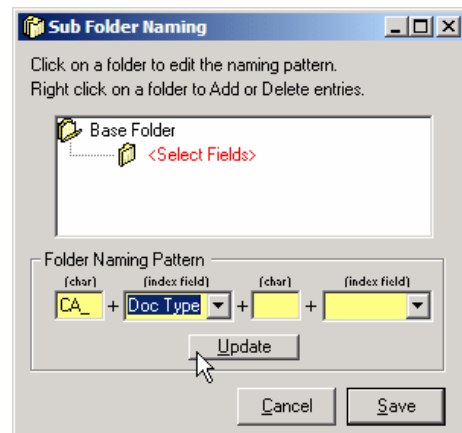 Sub Folder Naming
Click on a folder to edit the naming pattern.
Right click on a folder to Add or Delete entries.
Base Folder
<Select Fields>
Folder Naming Pattern
(char) (index field) (char) (index field)
CA_ + Doc Type + +
Update
Cancel Save